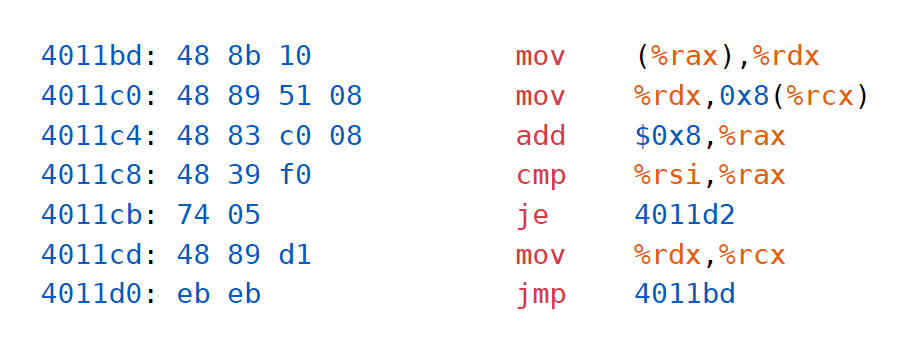 4011bd: 48 8b 10 mov (%rax),%rdx
4011c0: 48 89 51 08 mov %rdx,0x8(%rcx)
4011c4: 48 83 c0 08 add $0x8,%rax
4011c8: 48 39 f0 cmp %rsi,%rax
4011cb: 74 05 je 4011d2
4011cd: 48 89 d1 mov %rdx,%rcx
4011d0: eb eb jmp 4011bd